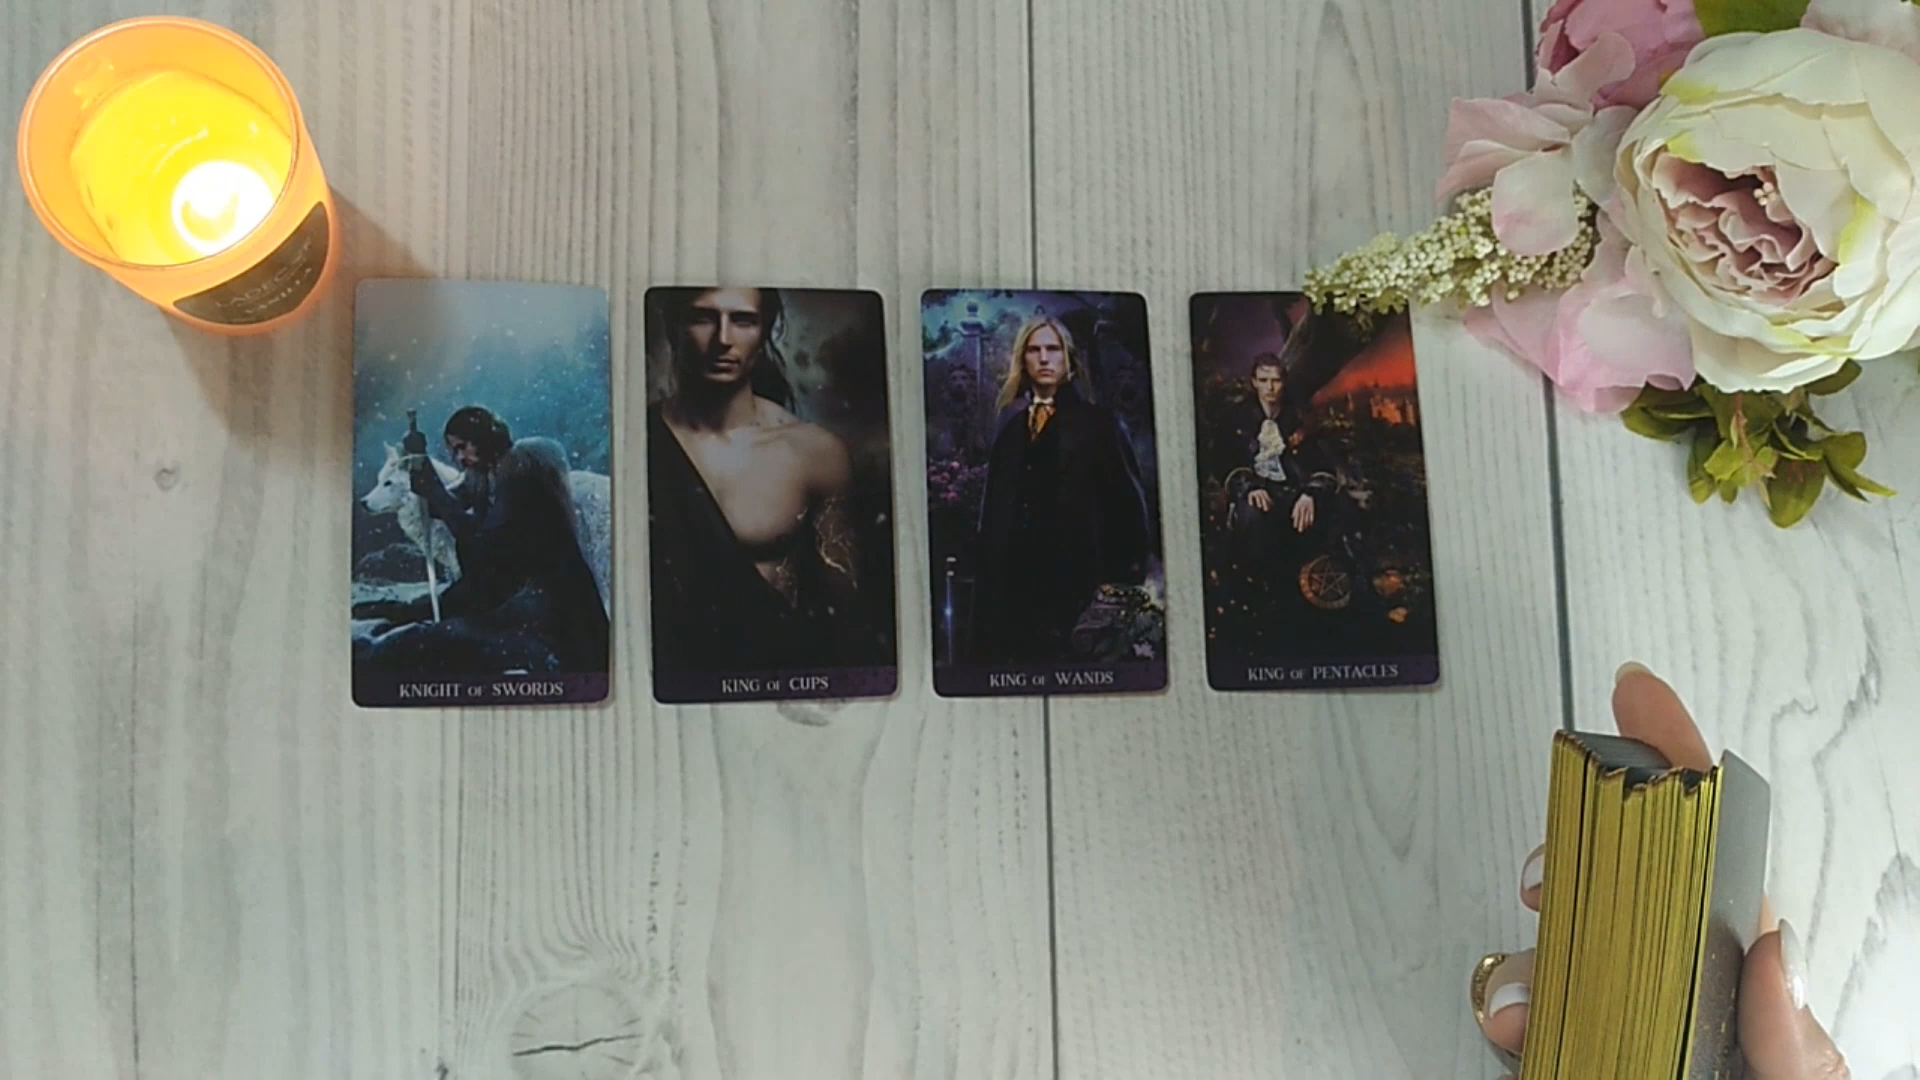 KNIGHT OF SWORDS
KING OF CUPS
KING OF WANDS
KING OF PENTACLES